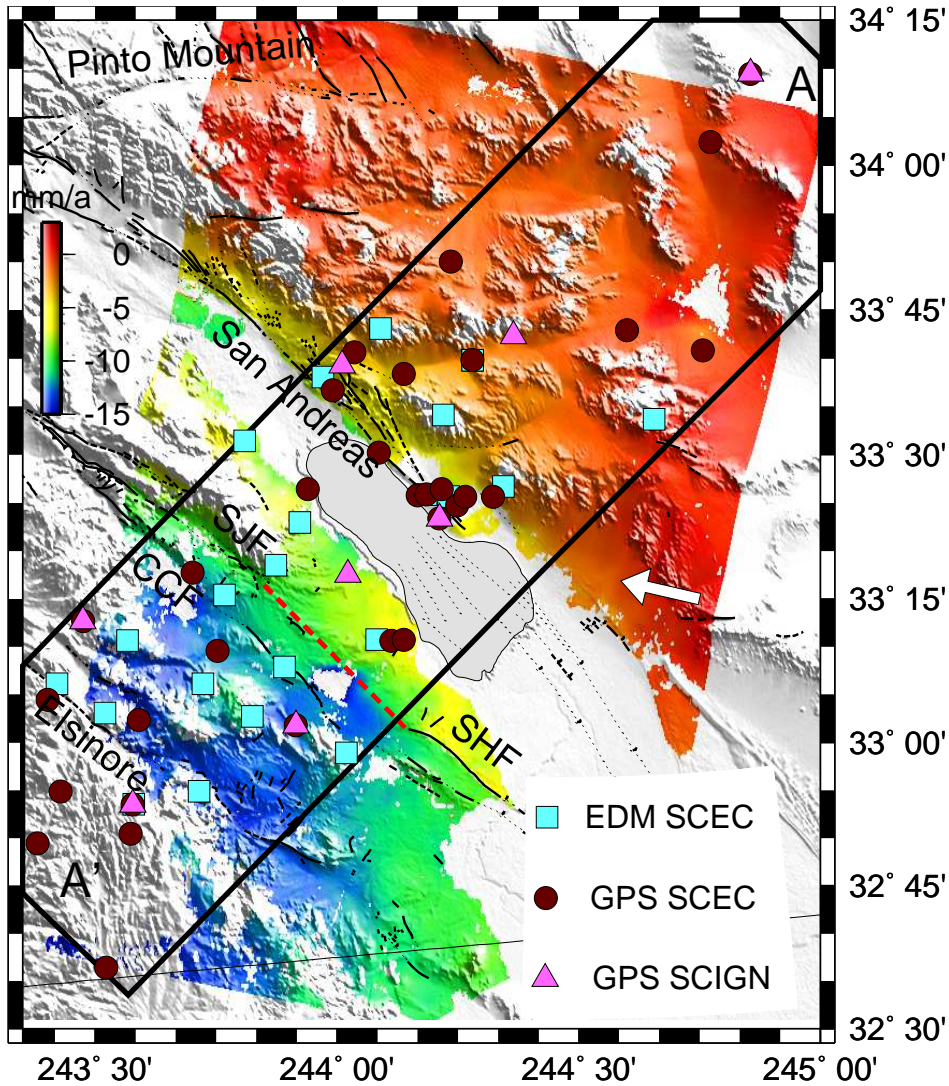 34° 15'
Pinto Mountain
A
34° 00'
mm/a
0
-5
-10
-15
33° 45'
San Andreas
33° 30'
SJF
CCF
33° 15'
Elsinore
SHF
33° 00'
EDM SCEC
GPS SCEC
GPS SCIGN
A'
32° 45'
32° 30'
243° 30'
244° 00'
244° 30'
245° 00'